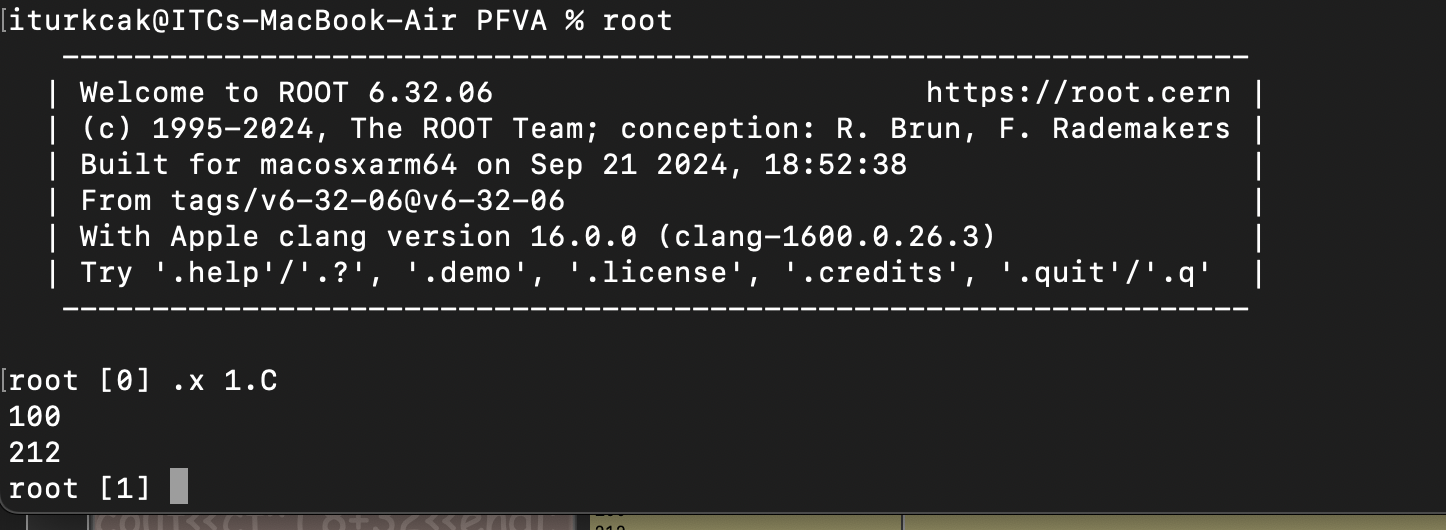 iturkcak@ITCs-MacBook-Air PFVA % root
------------------------------------------------------------------
| Welcome to ROOT 6.32.06                        https://root.cern |
| (c) 1995-2024, The ROOT Team; conception: R. Brun, F. Rademakers |
| Built for macosxarm64 on Sep 21 2024, 18:52:38                   |
| From tags/v6-32-06@v6-32-06                                      |
| With Apple clang version 16.0.0 (clang-1600.0.26.3)              |
| Try '.help'/'.?', '.demo', '.license', '.credits', '.quit'/'.q'  |
------------------------------------------------------------------
root [0] .x 1.C
100
212
root [1]